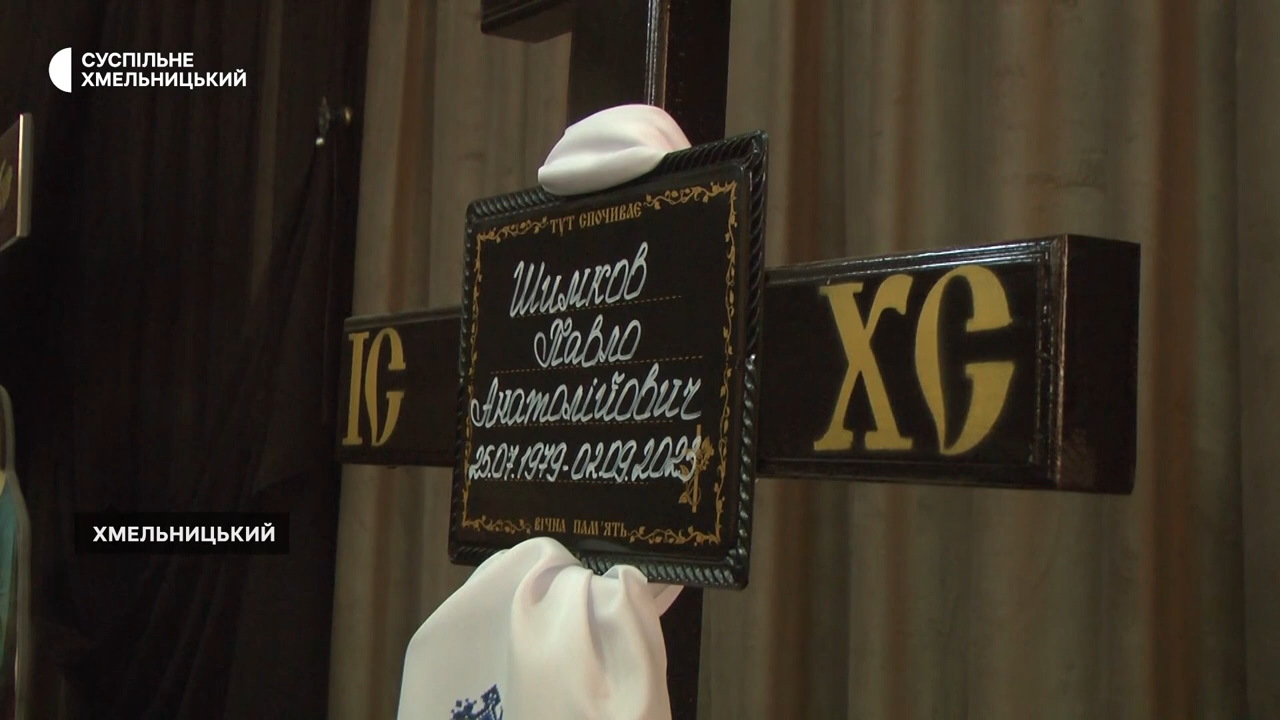 СУСПІЛЬНЕ
ХМЕЛЬНИЦЬКИЙ
ТУТ СПОЧИВАЄ
Шимков
Павло
Анатолійович
25.07.1979-02.09.2023
ВІЧНА ПАМ'ЯТЬ
ІС
ХС
ХМЕЛЬНИЦЬКИЙ